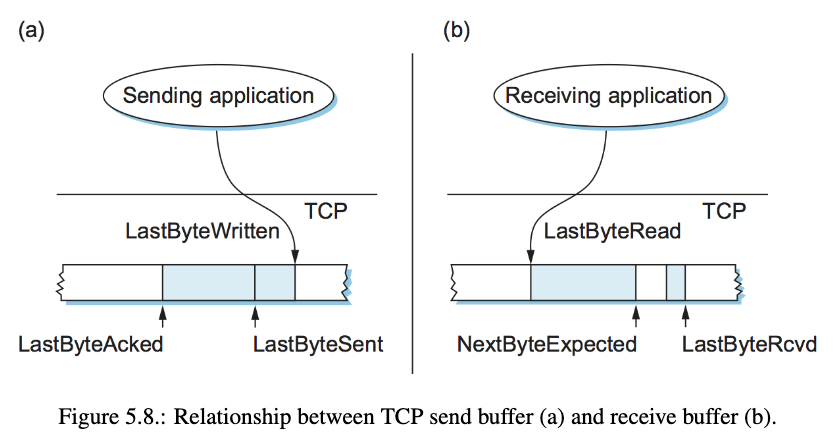 (a)
Sending application
TCP
LastByteWritten
LastByteAcked
LastByteSent
(b)
Receiving application
TCP
LastByteRead
NextByteExpected
LastByteRcvd
Figure 5.8.: Relationship between TCP send buffer (a) and receive buffer (b).